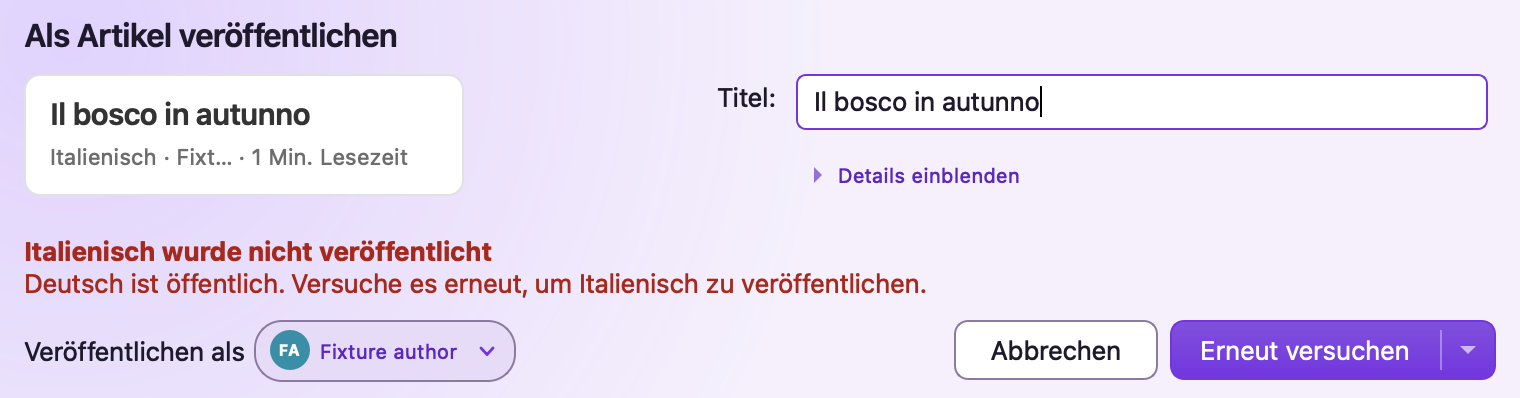 Als Artikel veröffentlichen
Il bosco in autunno
Italienisch · Fixt... · 1 Min. Lesezeit
Titel: Il bosco in autunno
Details einblenden
Italienisch wurde nicht veröffentlicht
Deutsch ist öffentlich. Versuche es erneut, um Italienisch zu veröffentlichen.
Veröffentlichen als FA Fixture author Abbrechen Erneut versuchen